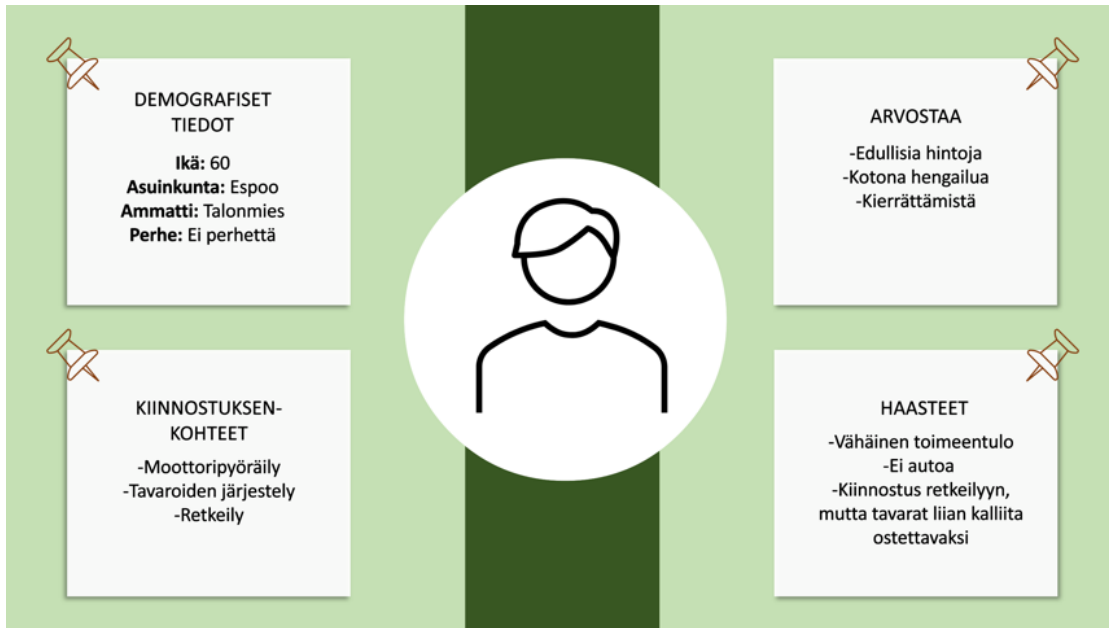 DEMOGRAFISET
TIEDOT
Ikä: 60
Asuinkunta: Espoo
Ammatti: Talonmies
Perhe: Ei perhettä
KIINNOSTUKSEN-
KOHTEET
-Moottoripyöräily
-Tavaroiden järjestely
-Retkeily
ARVOSTAA
-Edullisia hintoja
-Kotona hengailua
-Kierrättämistä
HAASTEET
-Vähäinen toimeentulo
-Ei autoa
-Kiinnostus retkeilyyn,
mutta tavarat liian kalliita
ostettavaksi